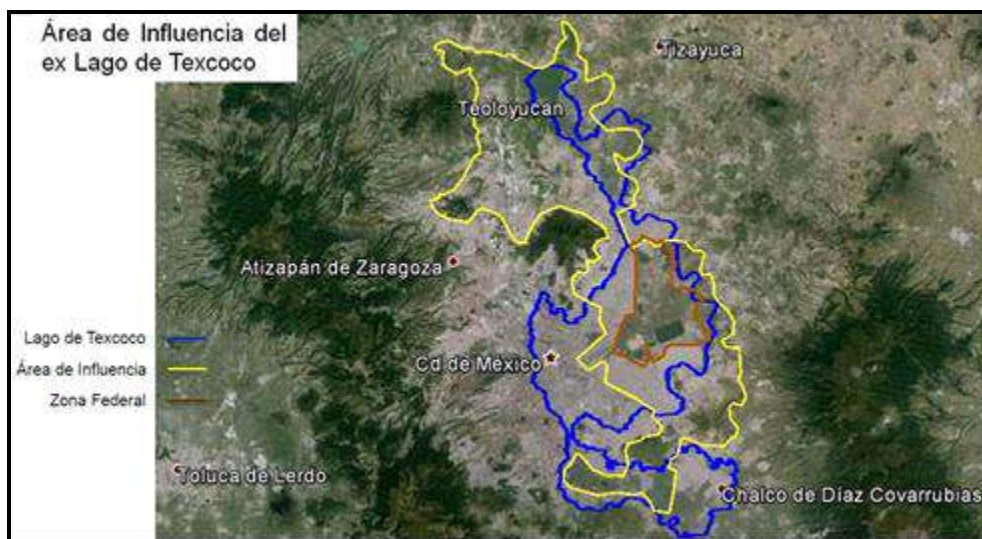 Área de Influencia del
ex Lago de Texcoco
Tizayuca
Teoloyucan
Atizapán de Zaragoza
Lago de Texcoco
Área de Influencia
Cd de México
Zona Federal
Toluca de Lerdo
Chalco de Díaz Covarrubias